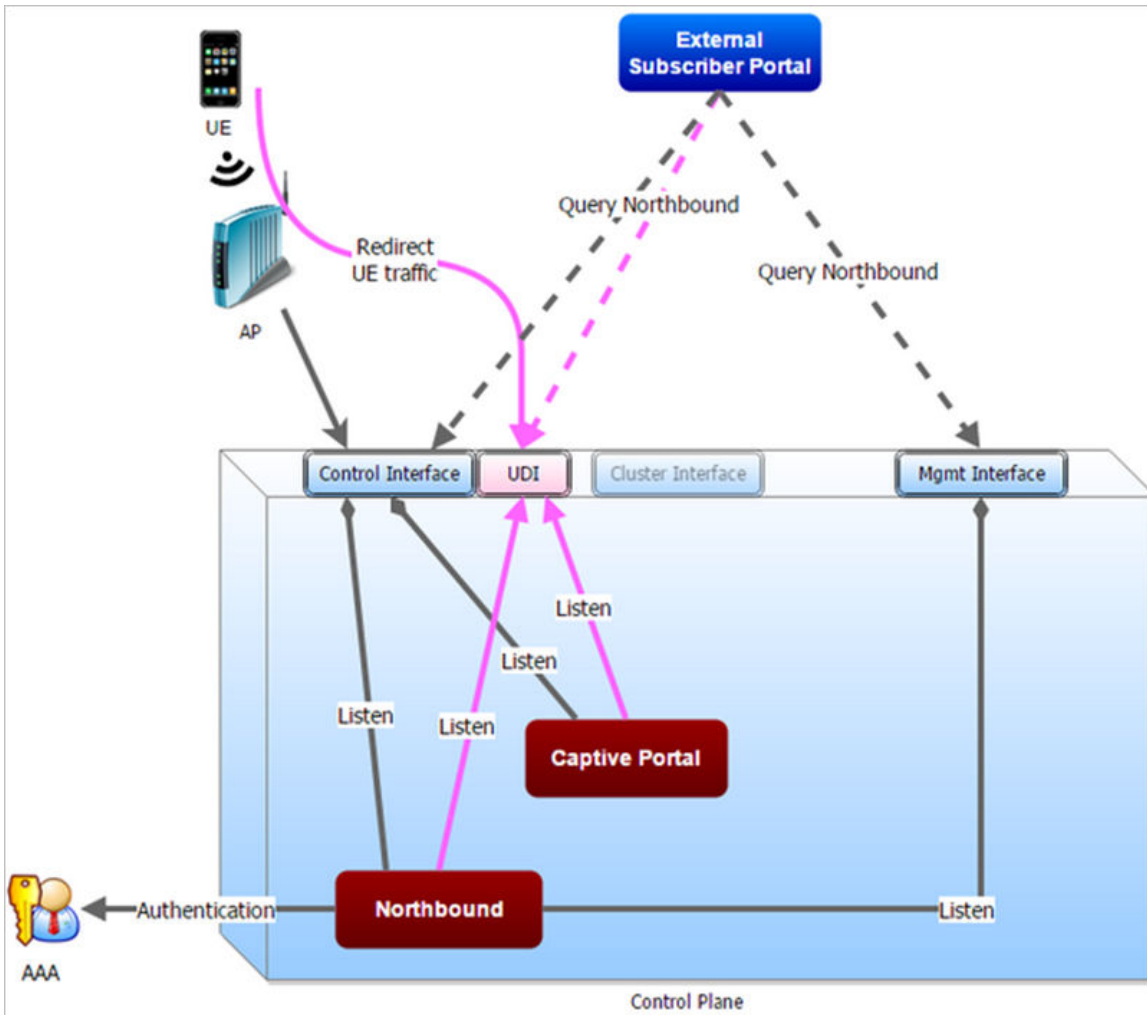 External
Subscriber Portal
UE
Query Northbound
Redirect
UE traffic
Query Northbound
AP
Control Interface
UDI
Cluster Interface
Mgmt Interface
Listen
Listen
Listen
Listen
Captive Portal
Authentication
Northbound
Listen
AAA
Control Plane